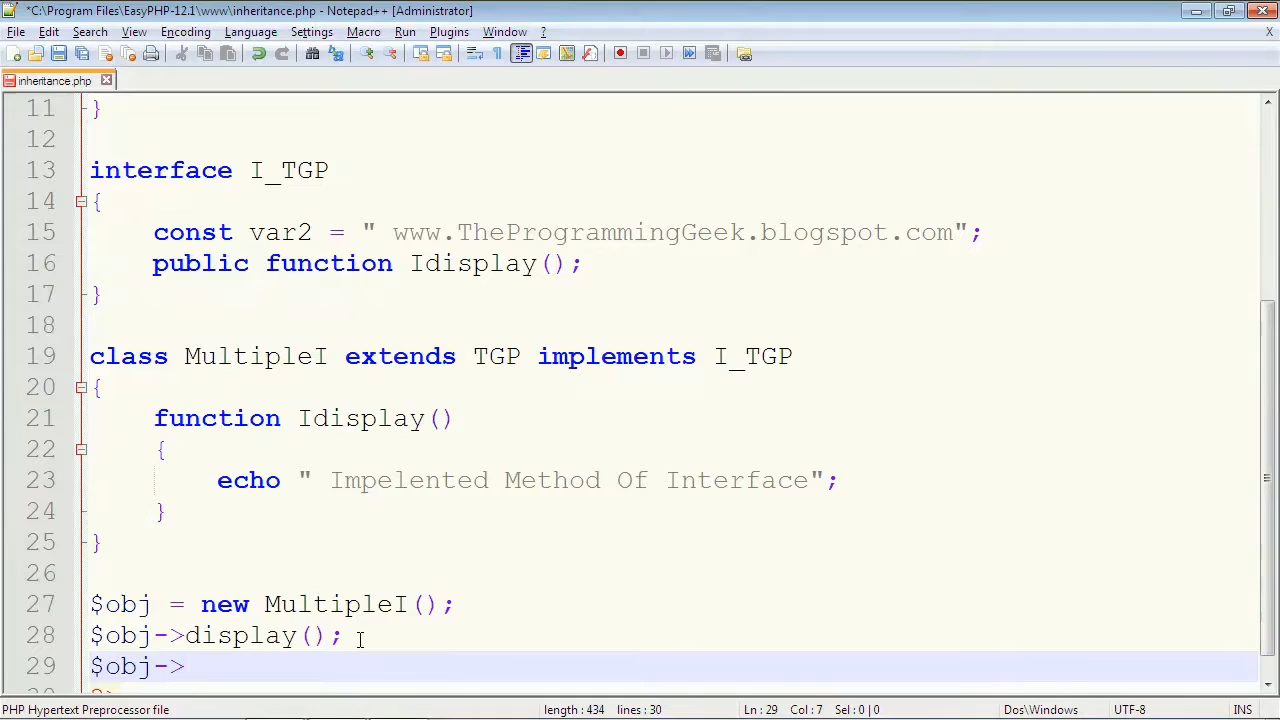 *C:\Program Files\EasyPHP-12.1\www\inheritance.php - Notepad++ [Administrator]
File Edit Search View Encoding Language Settings Macro Run Plugins Window ? X
inheritance.php
11 }
12
13 interface I_TGP
14 {
15 const var2 = " www.TheProgrammingGeek.blogspot.com";
16 public function Idisplay();
17 }
18
19 class MultipleI extends TGP implements I_TGP
20 {
21 function Idisplay()
22 {
23 echo " Impelented Method Of Interface";
24 }
25 }
26
27 $obj = new MultipleI();
28 $obj->display();
29 $obj->
30 ?>
PHP Hypertext Preprocessor file length : 434 lines : 30 Ln : 29 Col : 7 Sel : 0 | 0 Dos\Windows UTF-8 INS